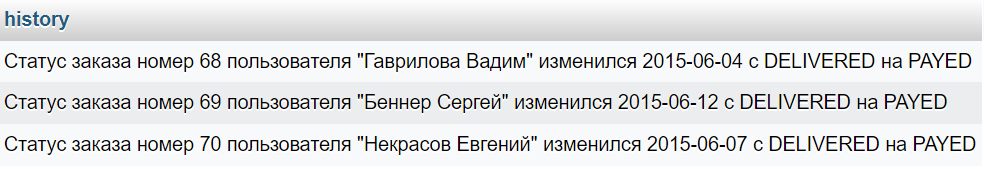 history
Статус заказа номер 68 пользователя "Гаврилова Вадим" изменился 2015-06-04 с DELIVERED на PAYED
Статус заказа номер 69 пользователя "Беннер Сергей" изменился 2015-06-12 с DELIVERED на PAYED
Статус заказа номер 70 пользователя "Некрасов Евгений" изменился 2015-06-07 с DELIVERED на PAYED